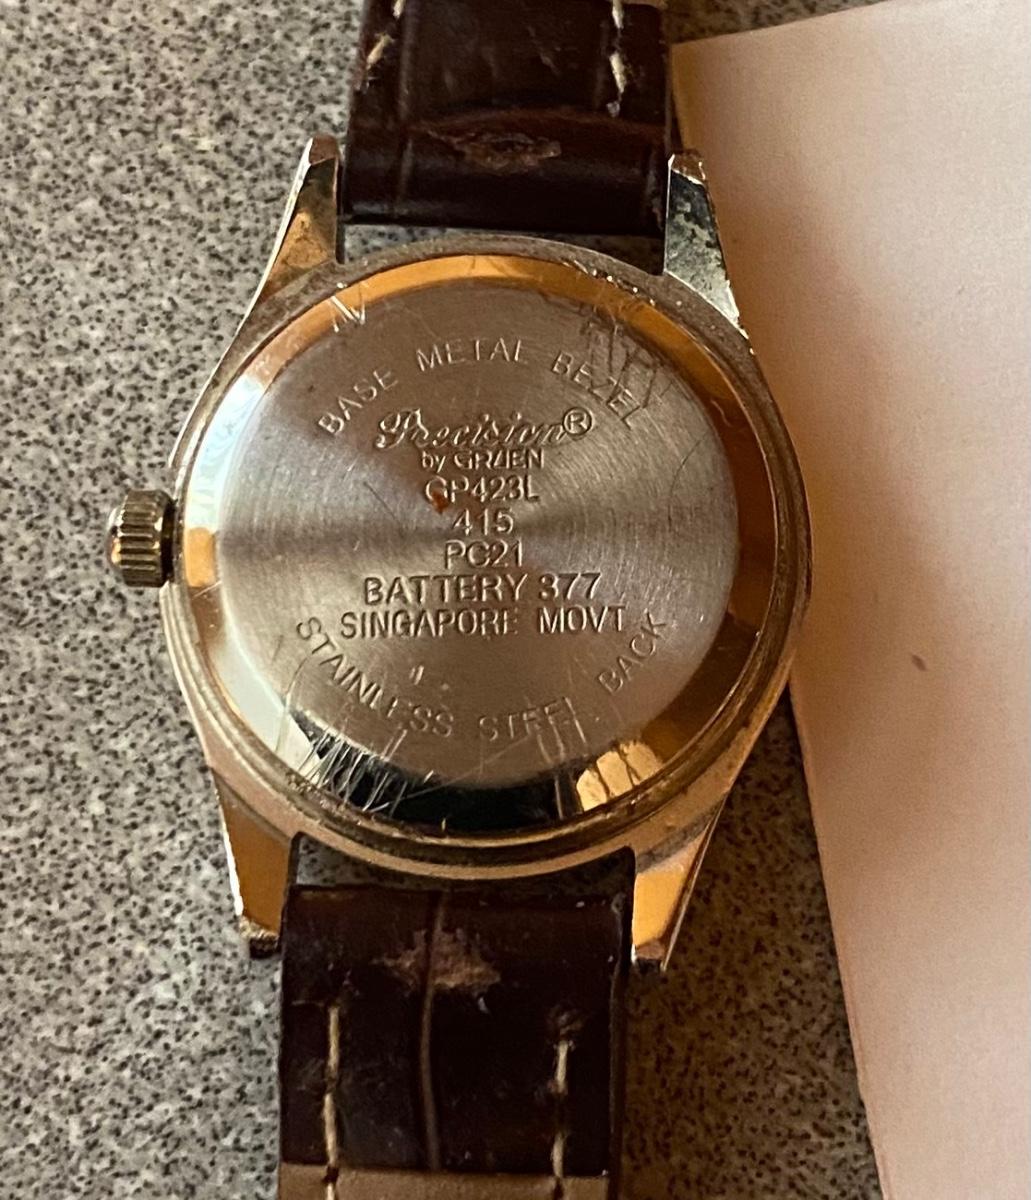 BASE METAL BEZEL
Precision®
by GRUEN
GP423L
415
PC21
BATTERY 377
SINGAPORE MOVT
STAINLESS STEEL BACK